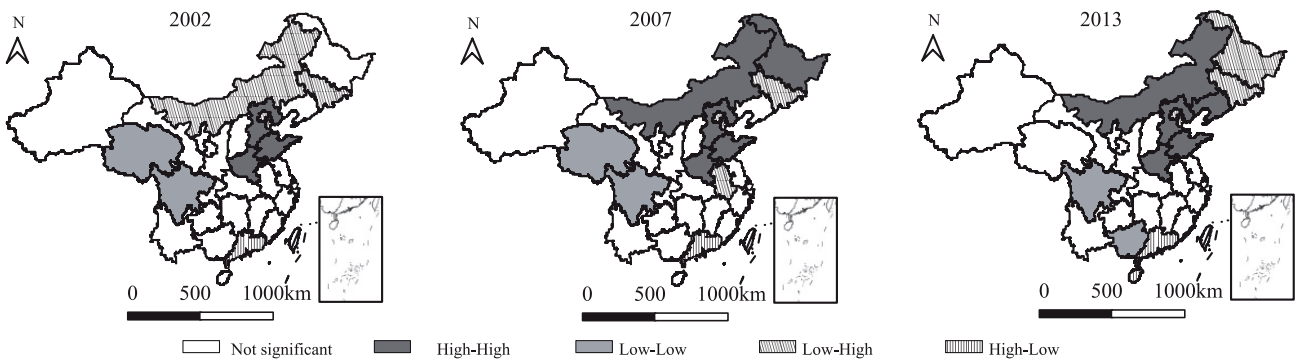 N 2002
N 2007
N 2013
0 500 1000km
0 500 1000km
0 500 1000km
Not significant High-High Low-Low Low-High High-Low